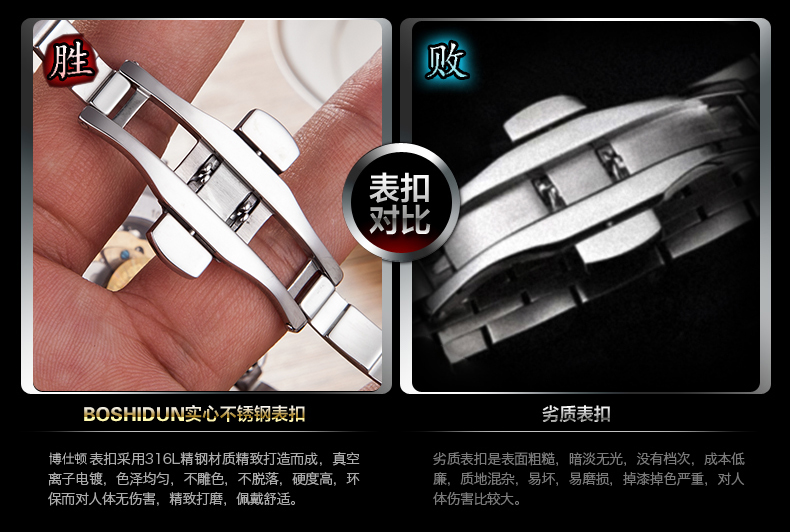 胜
败
表扣
对比
BOSHIDUN实心不锈钢表扣
劣质表扣
博仕顿表扣采用316L精钢材质精致打造而成，真空
离子电镀，色泽均匀，不雕色，不脱落，硬度高，环
保而对人体无伤害，精致打磨，佩戴舒适。
劣质表扣是表面粗糙，暗淡无光，没有档次，成本低
廉，质地混杂，易坏，易磨损，掉漆掉色严重，对人
体伤害比较大。